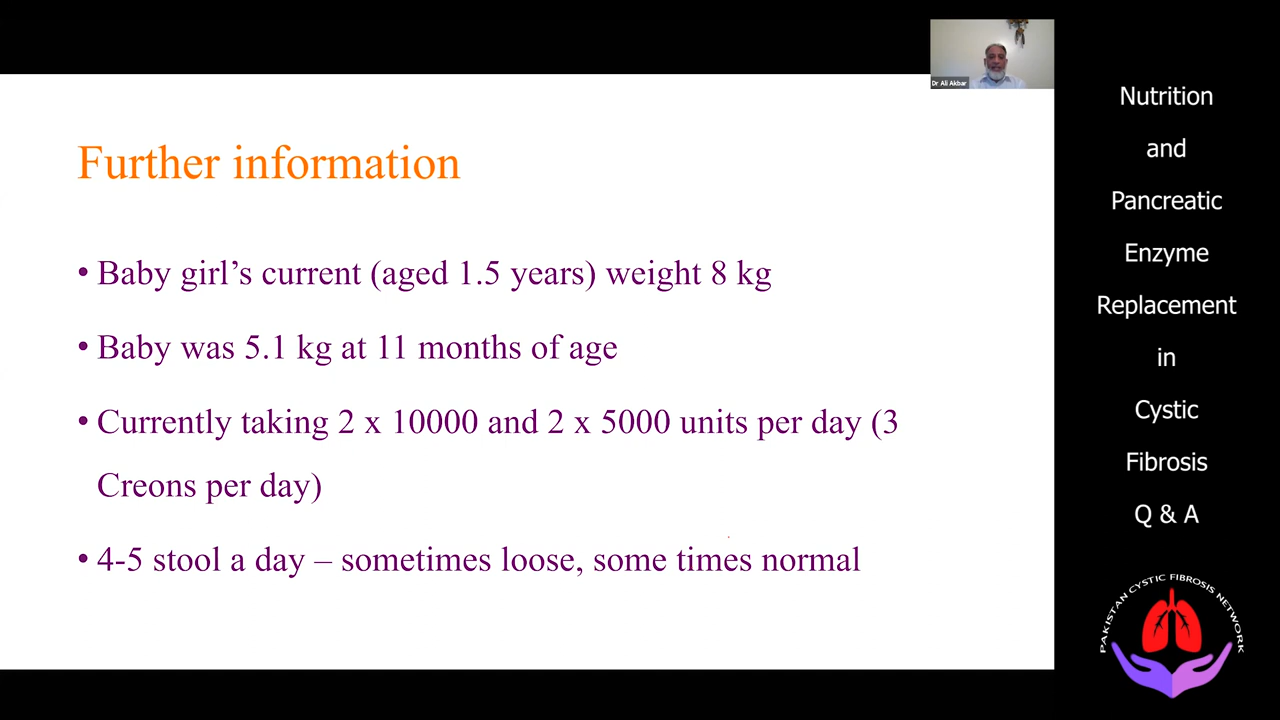 Dr Ali Akbar
Further information
• Baby girl’s current (aged 1.5 years) weight 8 kg
• Baby was 5.1 kg at 11 months of age
• Currently taking 2 x 10000 and 2 x 5000 units per day (3
Creons per day)
• 4-5 stool a day – sometimes loose, some times normal
Nutrition
and
Pancreatic
Enzyme
Replacement
in
Cystic
Fibrosis
Q & A
PAKISTAN CYSTIC FIBROSIS NETWORK